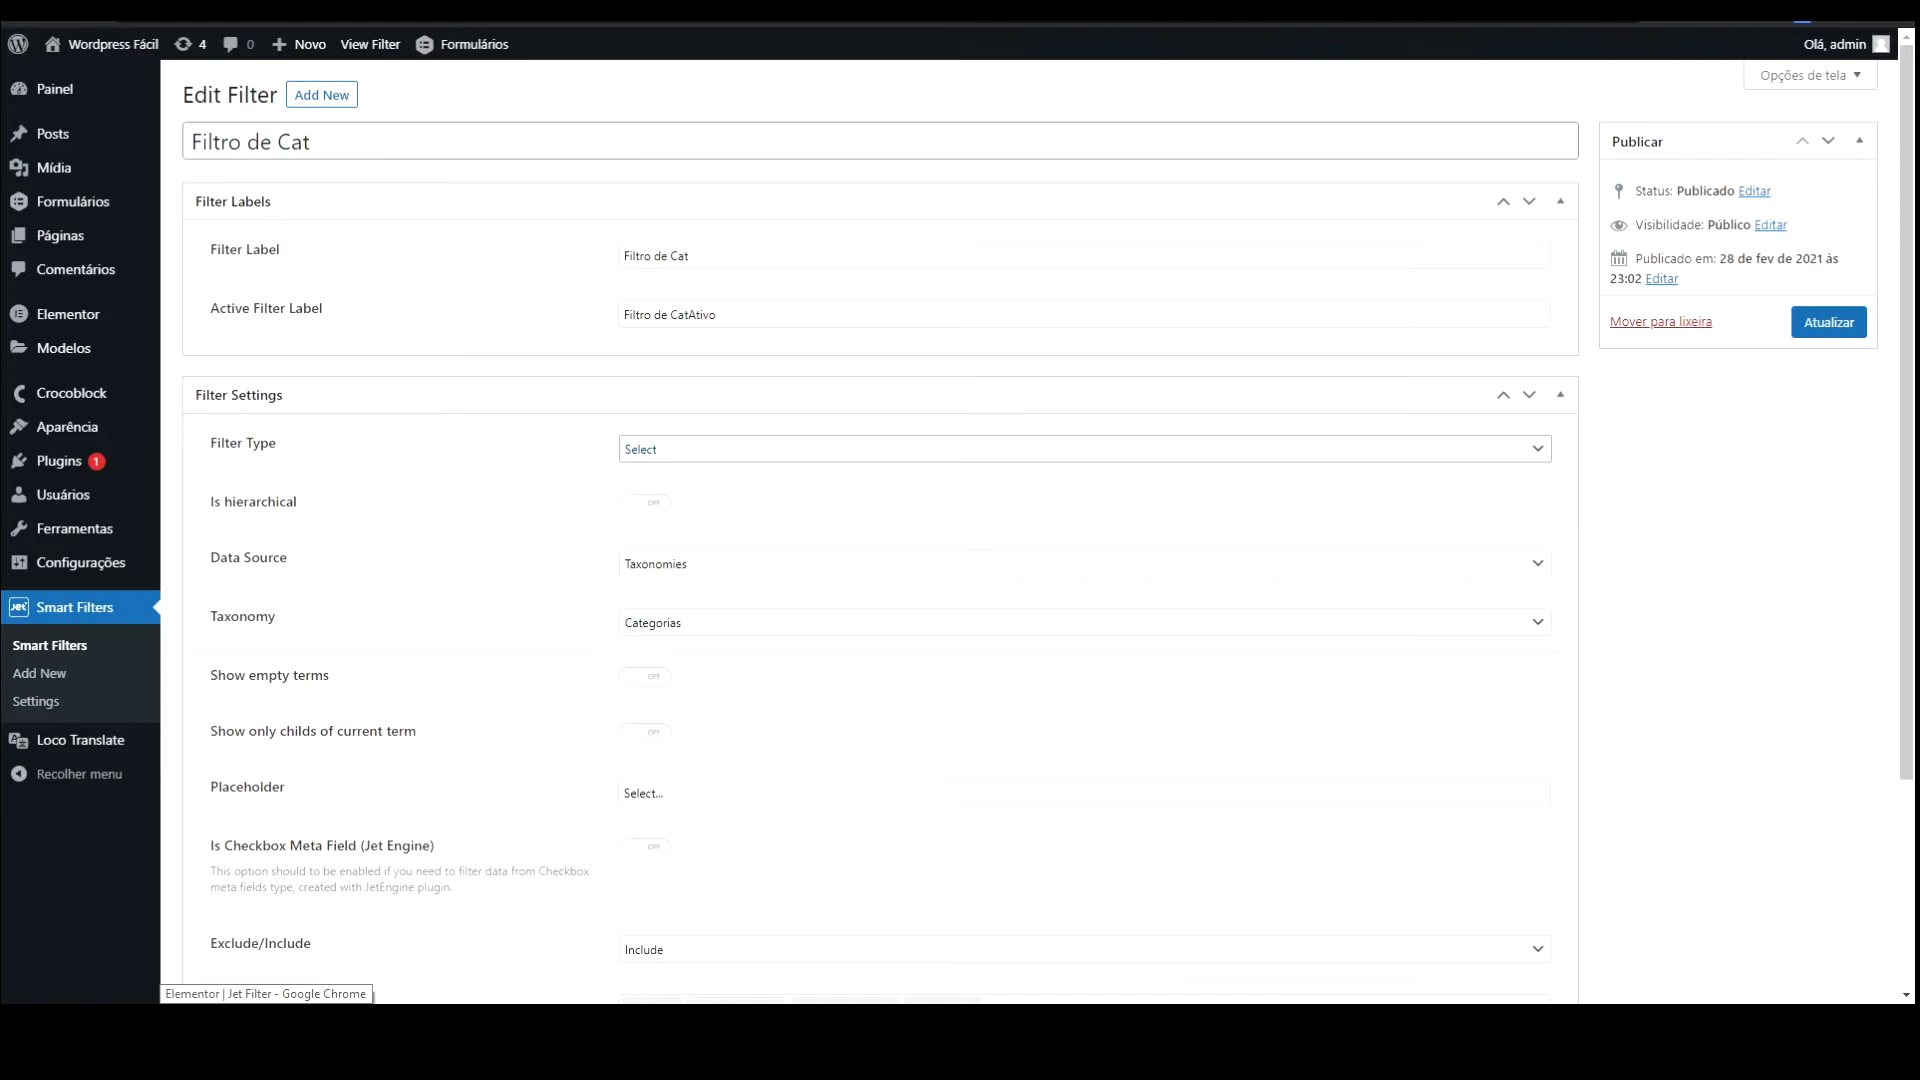 Wordpress Fácil 4 0 Novo View Filter Formulários Olá, admin
Opções de tela
Painel
Posts
Mídia
Formulários
Páginas
Comentários
Elementor
Modelos
Crocoblock
Aparência
Plugins 1
Usuários
Ferramentas
Configurações
Jet Smart Filters
Smart Filters
Add New
Settings
Loco Translate
Recolher menu
Edit Filter Add New
Filtro de Cat
Filter Labels
Filter Label Filtro de Cat
Active Filter Label Filtro de CatAtivo
Filter Settings
Filter Type Select
Is hierarchical OFF
Data Source Taxonomies
Taxonomy Categorias
Show empty terms OFF
Show only childs of current term OFF
Placeholder Select...
Is Checkbox Meta Field (Jet Engine) OFF
This option should to be enabled if you need to filter data from Checkbox
meta fields type, created with JetEngine plugin.
Exclude/Include Include
Publicar
Status: Publicado Editar
Visibilidade: Público Editar
Publicado em: 28 de fev de 2021 às
23:02 Editar
Mover para lixeira Atualizar
Elementor | Jet Filter - Google Chrome